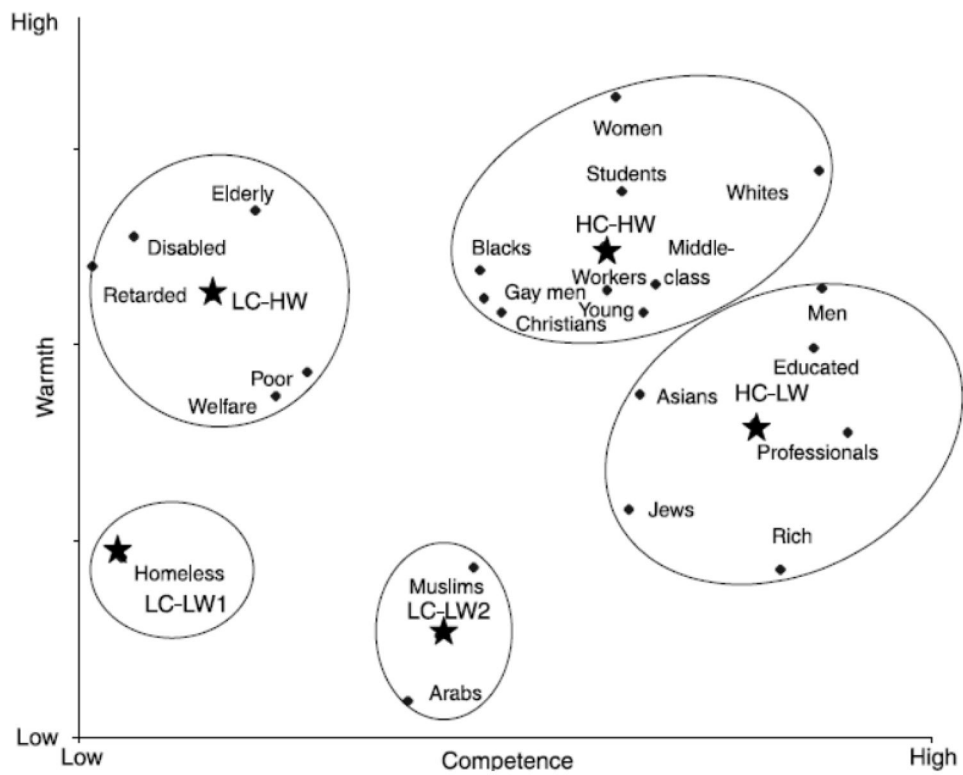 High
Women
Students
Whites
Elderly
HC-HW
Disabled
Blacks
Middle-
Workers
class
Retarded
LC-HW
Gay men
Young
Christians
Men
Warmth
Educated
Poor
HC-LW
Asians
Welfare
Professionals
Jews
Rich
Homeless
Muslims
LC-LW1
LC-LW2
Arabs
Low
Low
Competence
High